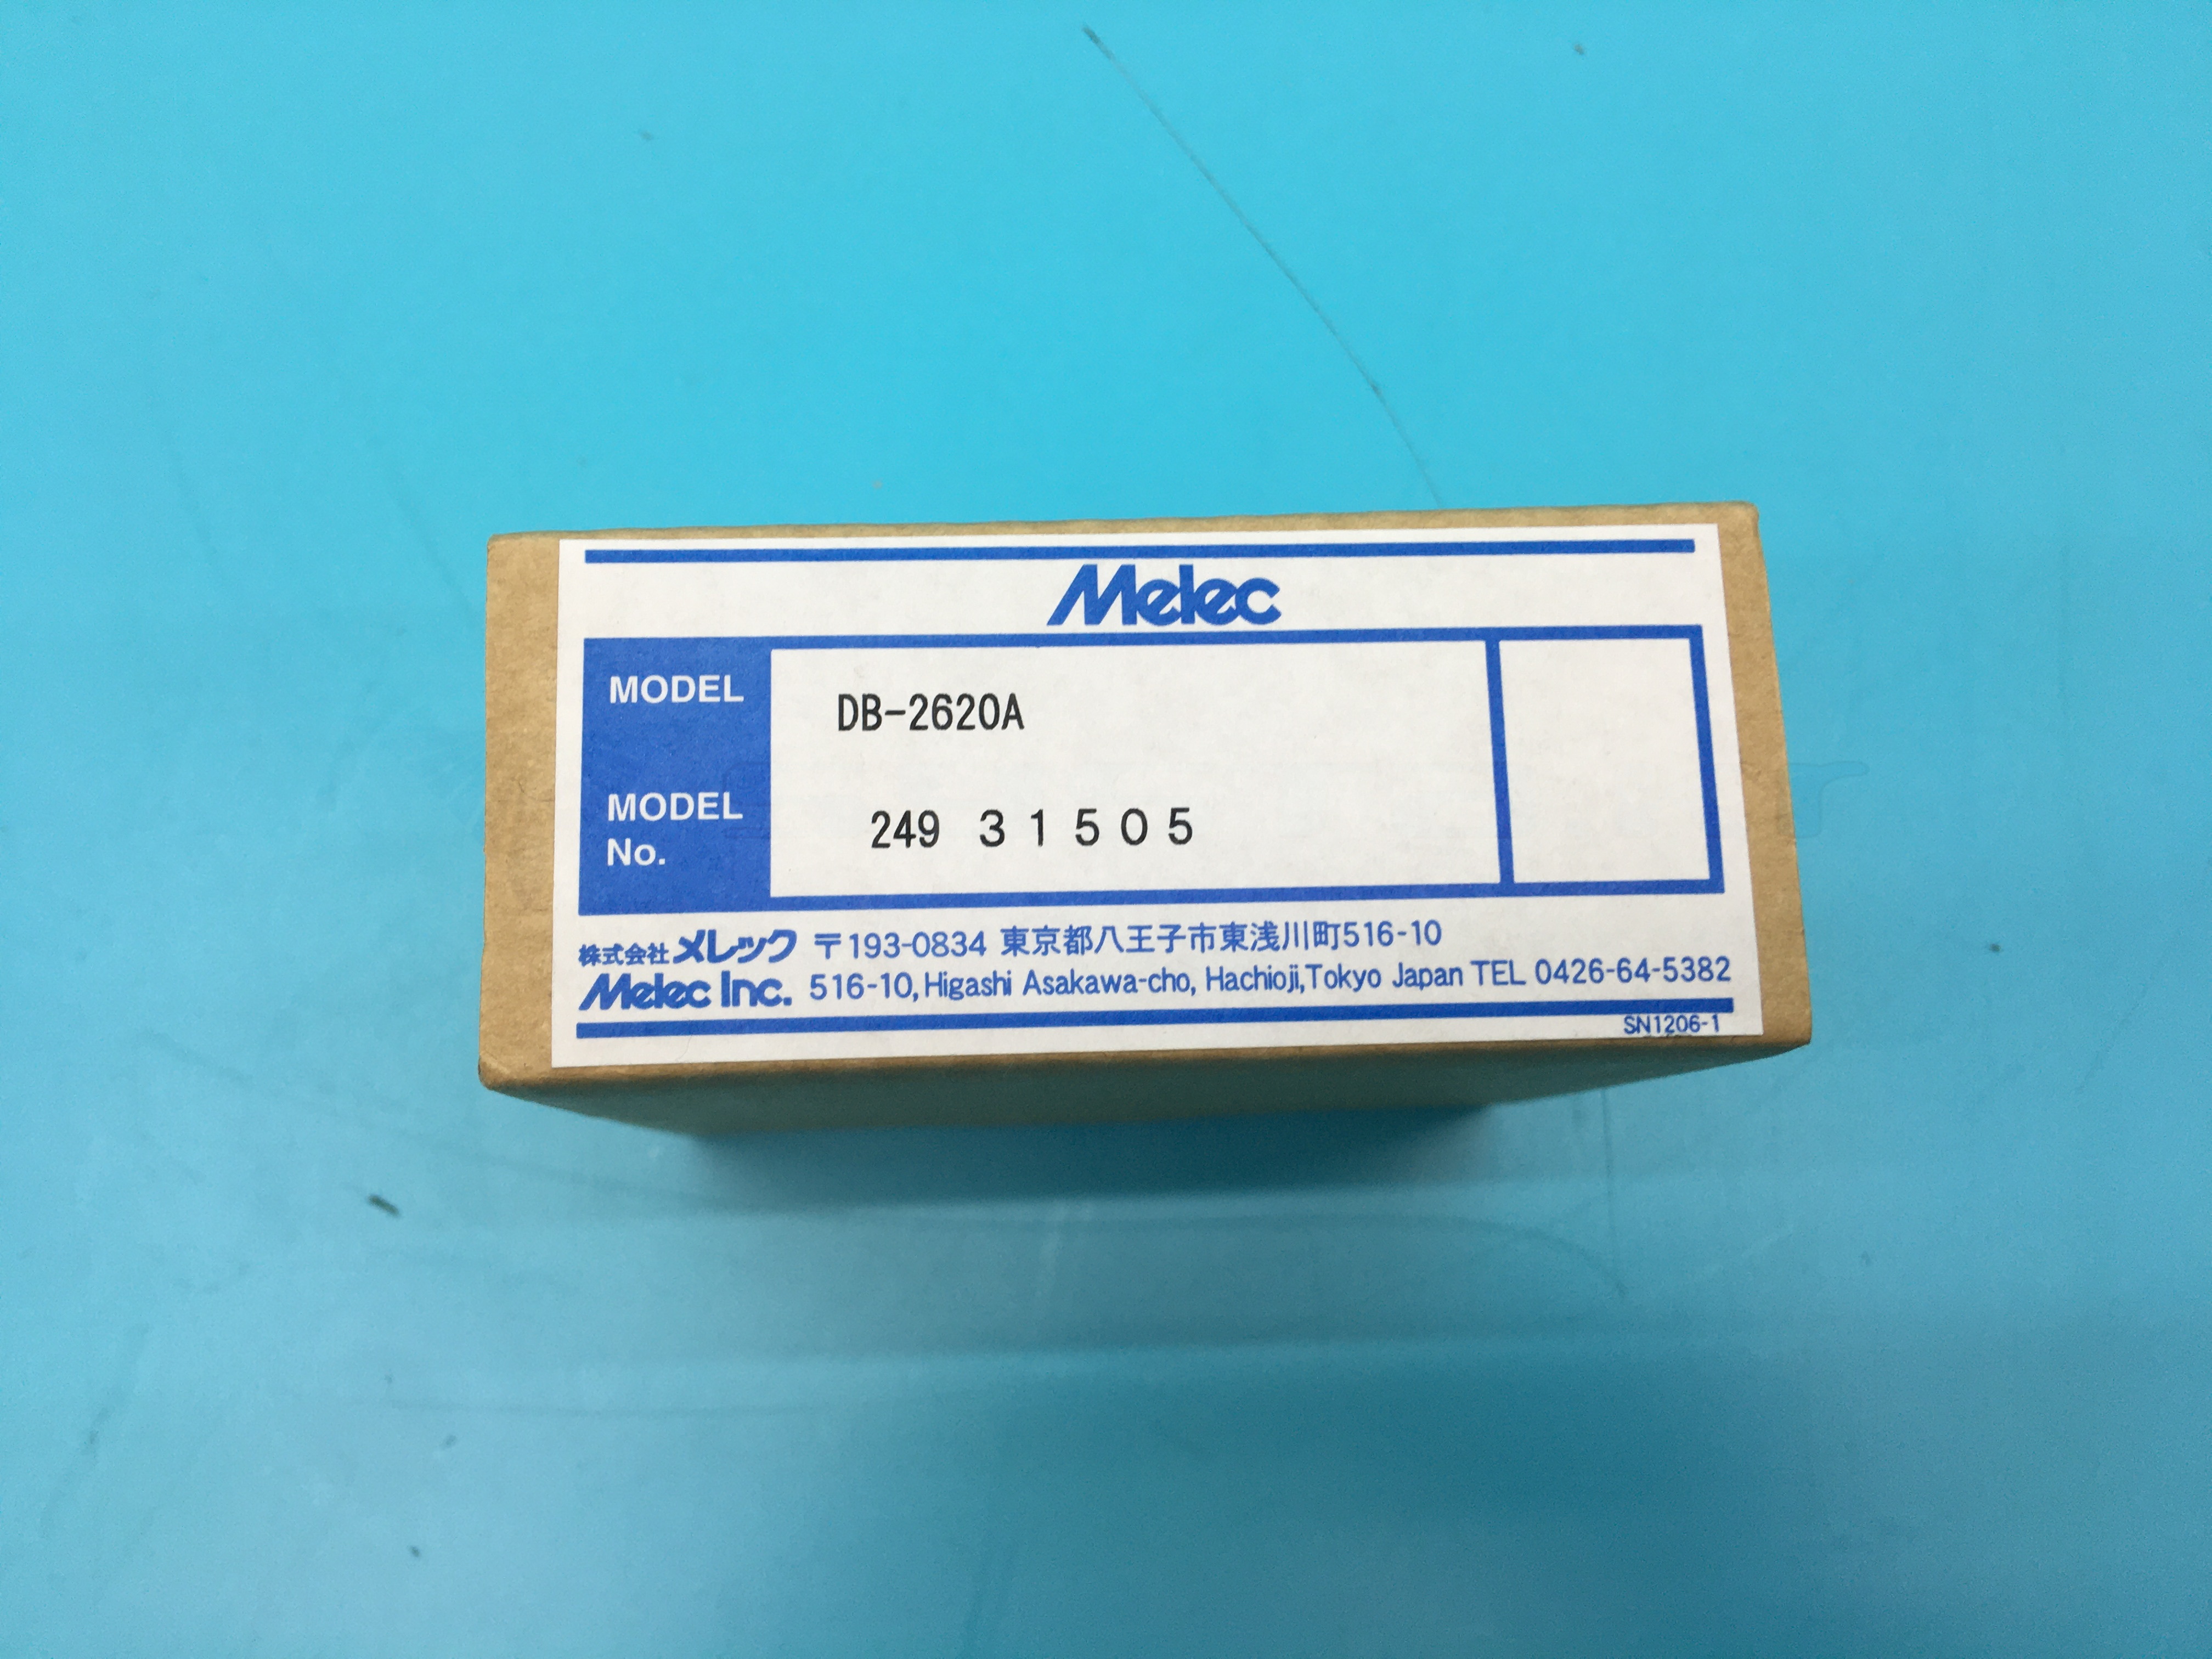 Melec
MODEL DB-2620A
MODEL No. 249 31505
株式会社 メレック 〒193-0834 東京都八王子市東浅川町516-10
Melec Inc. 516-10, Higashi Asakawa-cho, Hachioji, Tokyo Japan TEL 0426-64-5382
SN1206-1